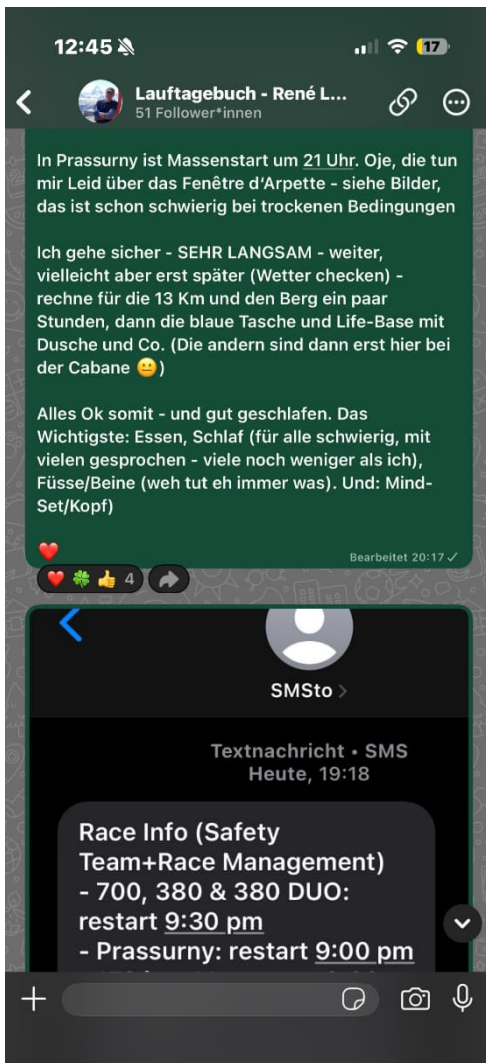 12:45
17
Lauftagebuch - René L...
51 Follower*innen
In Prassurny ist Massenstart um 21 Uhr. Oje, die tun
mir Leid über das Fenêtre d‘Arpette - siehe Bilder,
das ist schon schwierig bei trockenen Bedingungen
Ich gehe sicher - SEHR LANGSAM - weiter,
vielleicht aber erst später (Wetter checken) -
rechne für die 13 Km und den Berg ein paar
Stunden, dann die blaue Tasche und Life-Base mit
Dusche und Co. (Die andern sind dann erst hier bei
der Cabane 😐)
Alles Ok somit - und gut geschlafen. Das
Wichtigste: Essen, Schlaf (für alle schwierig, mit
vielen gesprochen - viele noch weniger als ich),
Füsse/Beine (weh tut eh immer was). Und: Mind-
Set/Kopf)
❤️
Bearbeitet 20:17 ✓
❤️ 🍀 👍 4
SMSto >
Textnachricht • SMS
Heute, 19:18
Race Info (Safety
Team+Race Management)
- 700, 380 & 380 DUO:
restart 9:30 pm
- Prassurny: restart 9:00 pm